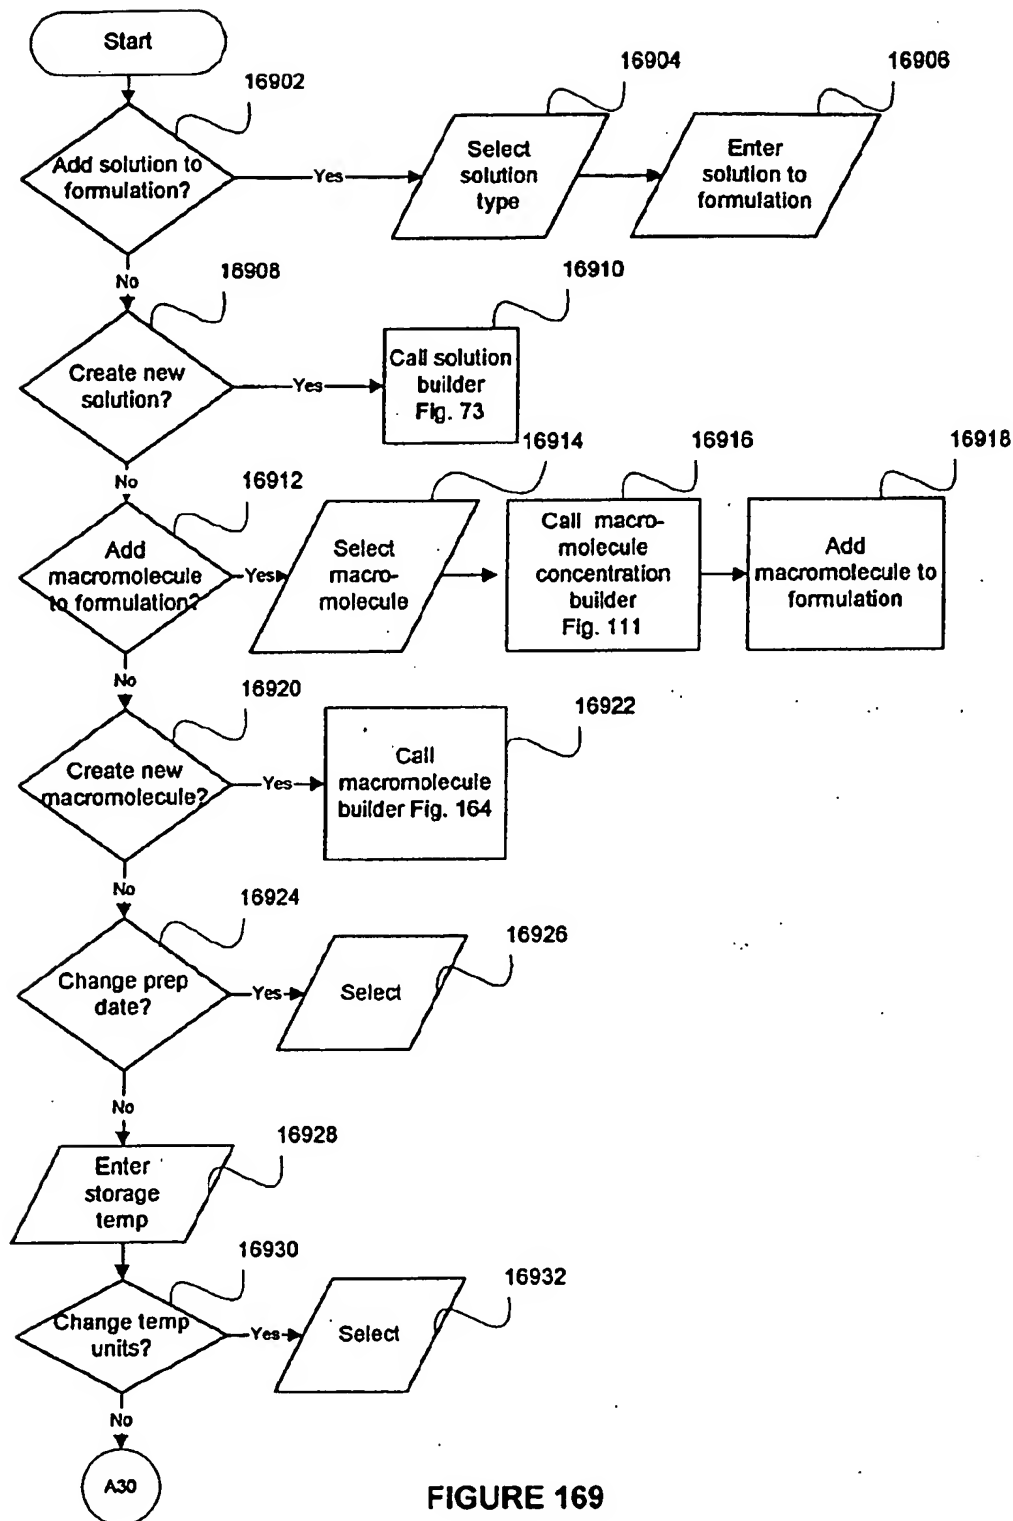 Start
16902
16904
16906
Add solution to
formulation?
Yes
Select
solution
type
Enter
solution to
formulation
No
16908
16910
Create new
solution?
Yes
Call solution
builder
Fig. 73
No
16912
16914
16916
16918
Add
macromolecule
to formulation?
Yes
Select
macro-
molecule
Call macro-
molecule
concentration
builder
Fig. 111
Add
macromolecule to
formulation
No
16920
16922
Create new
macromolecule?
Yes
Call
macromolecule
builder Fig. 164
No
16924
16926
Change prep
date?
Yes
Select
No
16928
Enter
storage
temp
16930
16932
Change temp
units?
Yes
Select
No
A30
FIGURE 169